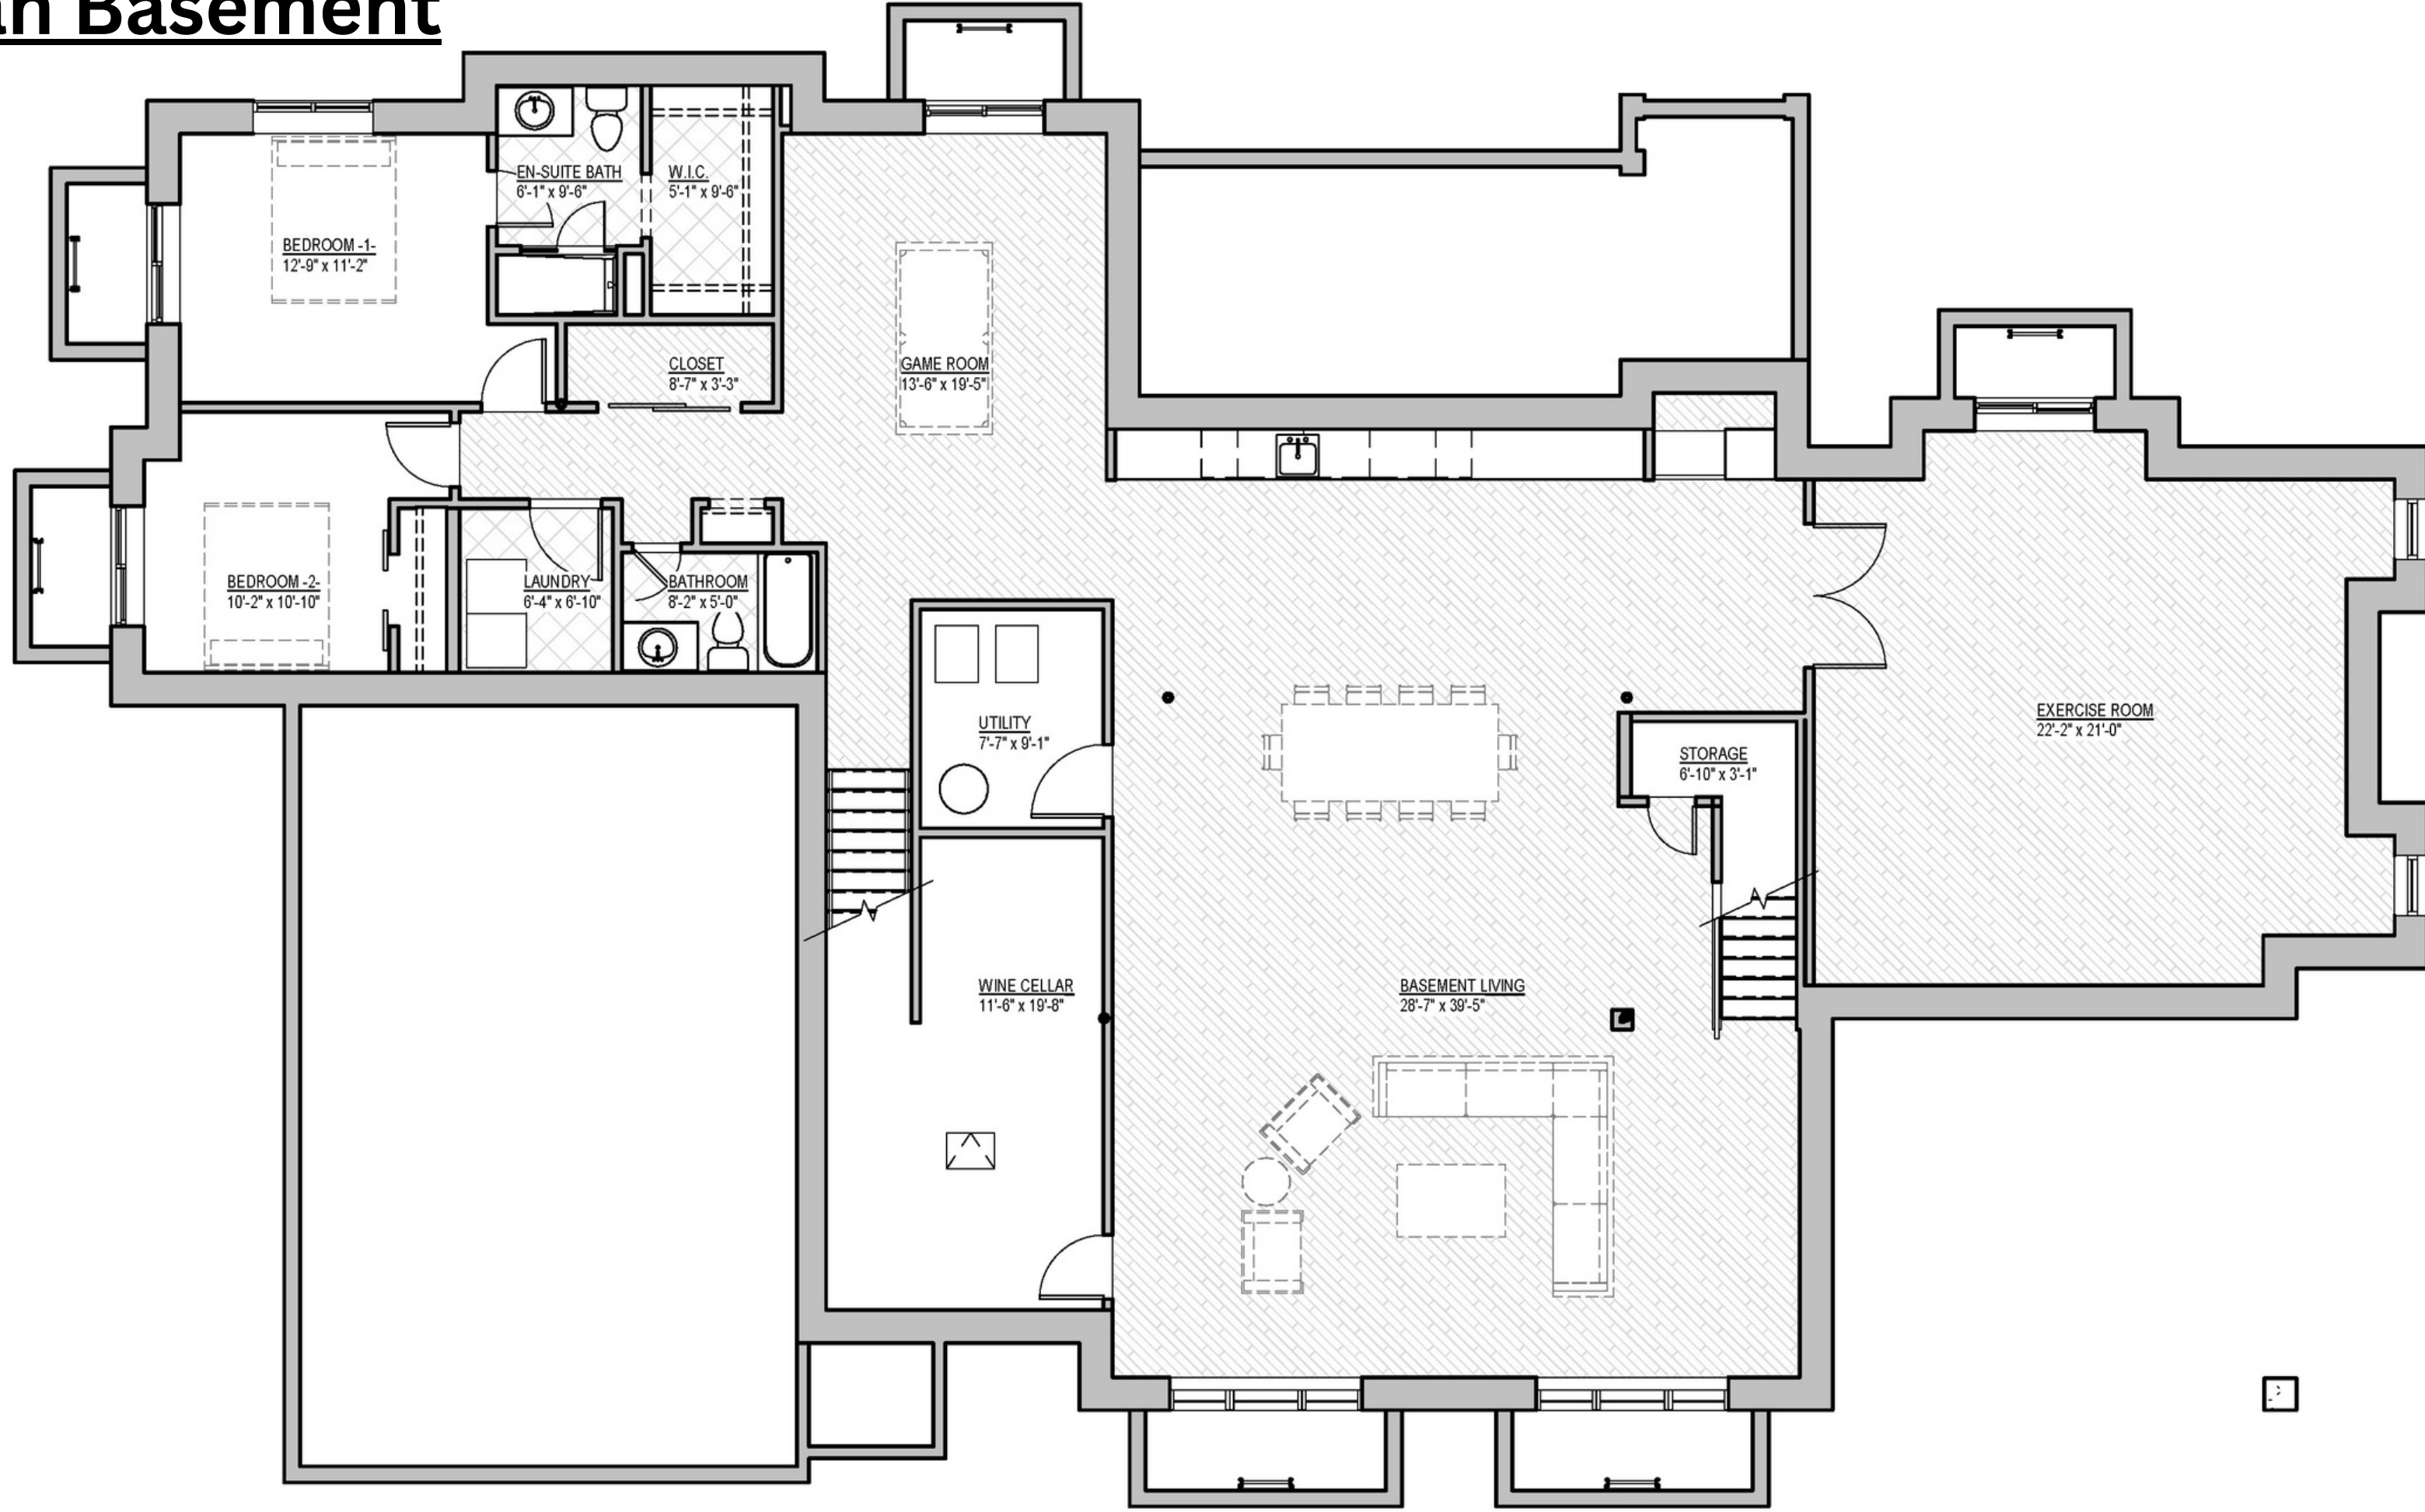 an Basement
EN-SUITE BATH
6'-1" x 9'-6"
W.I.C.
5'-1" x 9'-6"
BEDROOM -1-
12'-9" x 11'-2"
CLOSET
8'-7" x 3'-3"
GAME ROOM
13'-6" x 19'-5"
BEDROOM -2-
10'-2" x 10'-10"
LAUNDRY
6'-4" x 6'-10"
BATHROOM
8'-2" x 5'-0"
UTILITY
7'-7" x 9'-1"
STORAGE
6'-10" x 3'-1"
EXERCISE ROOM
22'-2" x 21'-0"
WINE CELLAR
11'-6" x 19'-8"
BASEMENT LIVING
28'-7" x 39'-5"